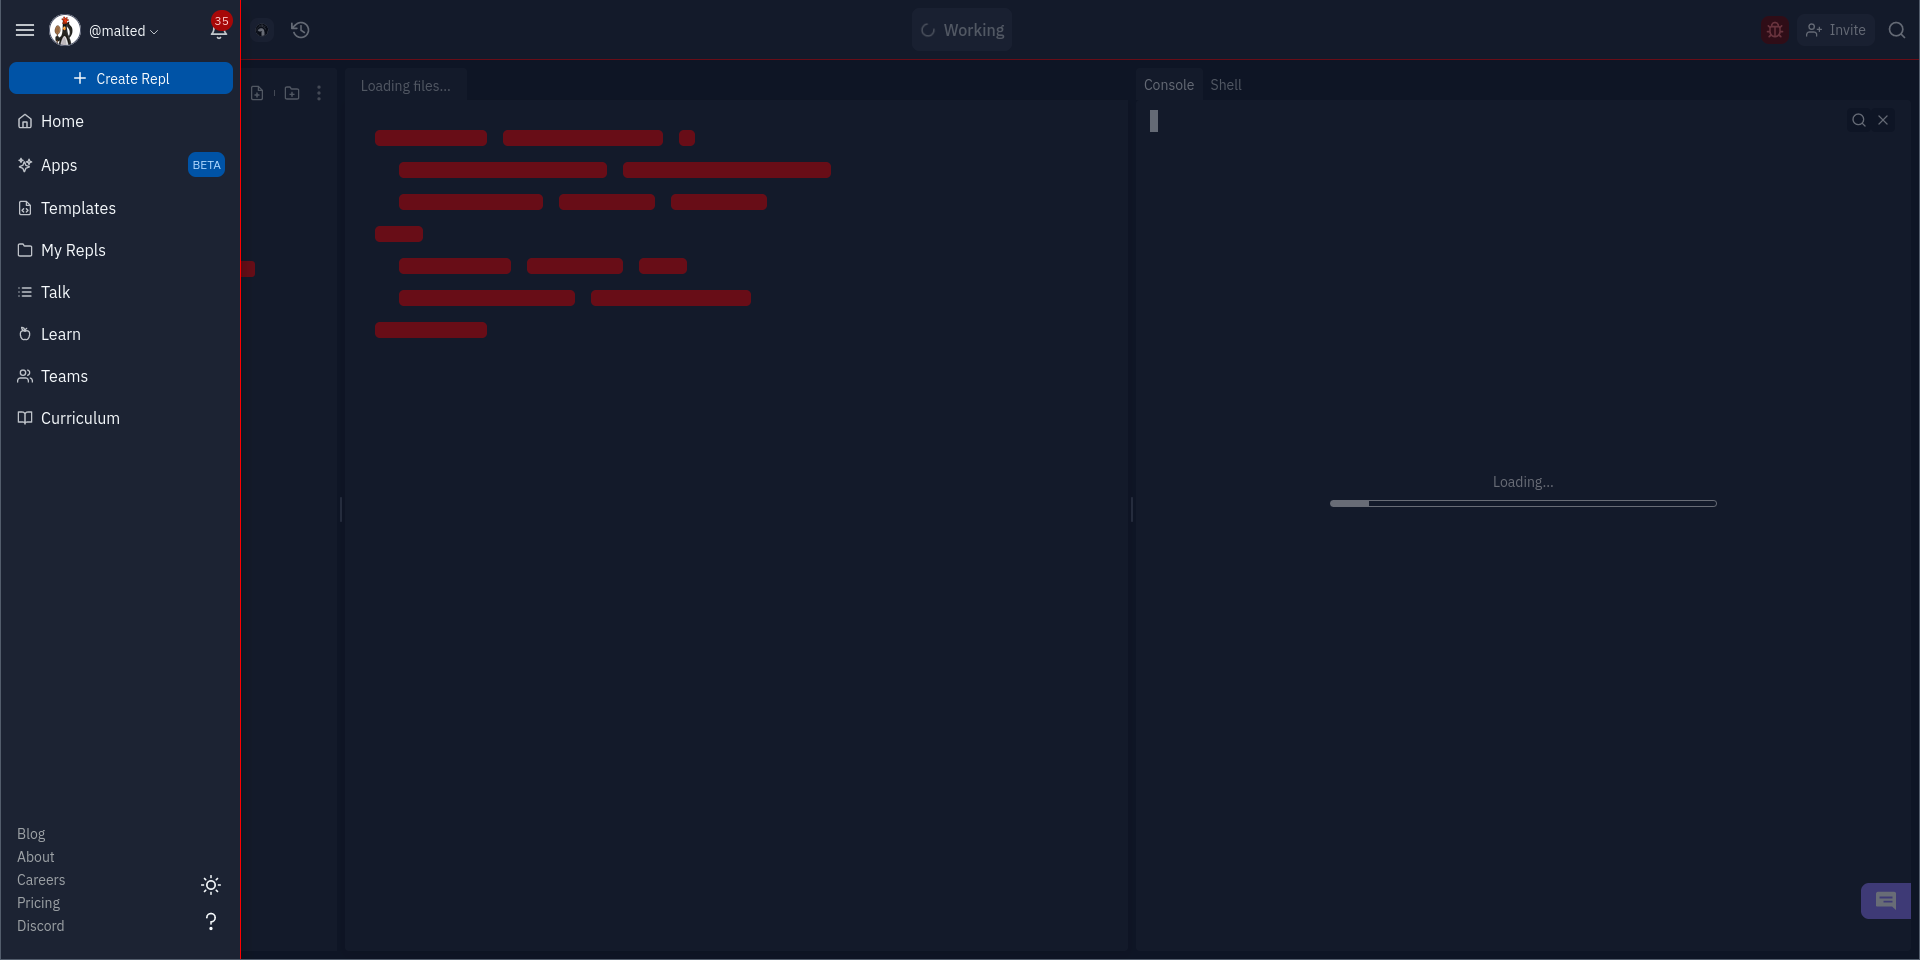 @malted
35
Working
Invite
Create Repl
Loading files...
Console
Shell
Home
Apps
BETA
Templates
My Repls
Talk
Learn
Teams
Curriculum
Loading...
Blog
About
Careers
Pricing
Discord
?